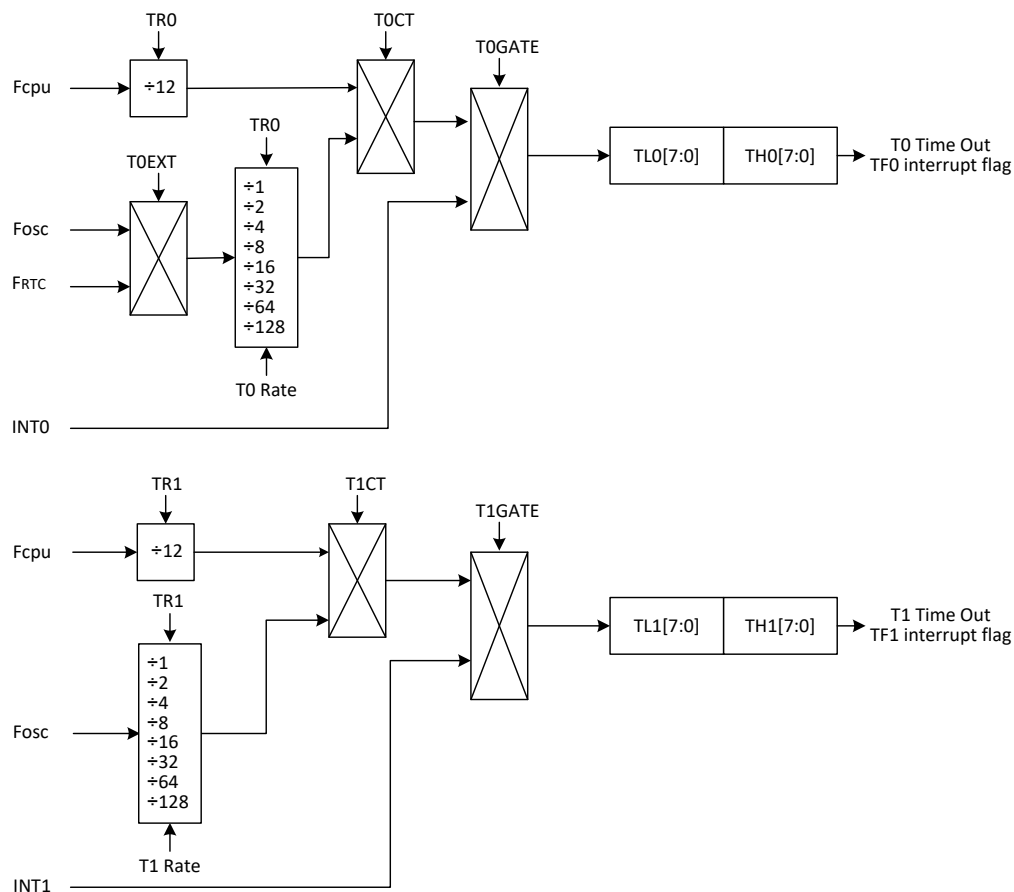 TR0
T0CT
T0GATE
Fcpu
÷12
TR0
T0EXT
TL0[7:0]
TH0[7:0]
T0 Time Out
TF0 interrupt flag
÷1
÷2
÷4
÷8
÷16
÷32
÷64
÷128
Fosc
FRTC
T0 Rate
INT0
TR1
T1CT
T1GATE
Fcpu
÷12
TR1
TL1[7:0]
TH1[7:0]
T1 Time Out
TF1 interrupt flag
÷1
÷2
÷4
÷8
÷16
÷32
÷64
÷128
Fosc
T1 Rate
INT1